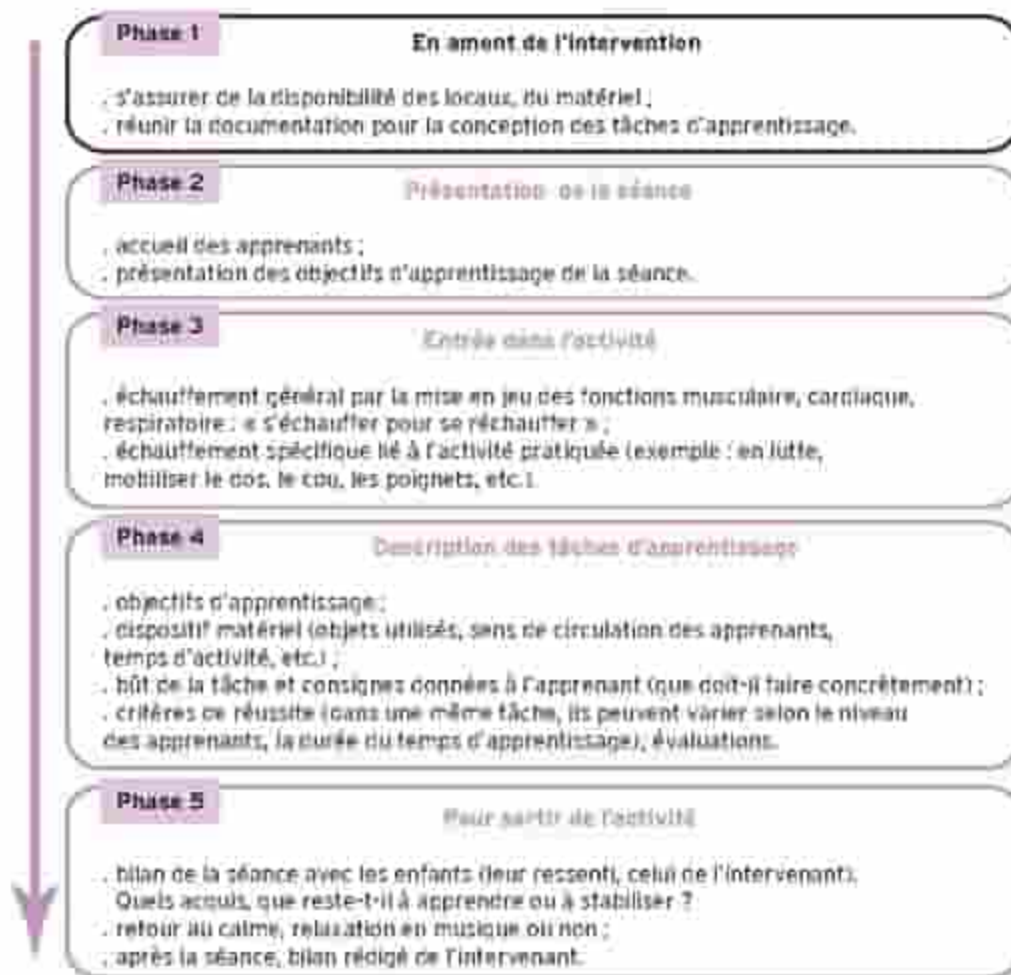 Phase 1
En amont de l'intervention
. s'assurer de la disponibilité des locaux, du matériel ;
. réunir la documentation pour la conception des tâches d'apprentissage.
Phase 2
Présentation de la séance
. accueil des apprenants ;
. présentation des objectifs d'apprentissage de la séance.
Phase 3
Entrée dans l'activité
. échauffement général par la mise en jeu des fonctions musculaire, cardiaque,
respiratoire : « s'échauffer pour se réchauffer » ;
. échauffement spécifique lié à l'activité pratiquée (exemple : en lutte,
mobiliser le dos, le cou, les poignets, etc.).
Phase 4
Description des tâches d'apprentissage
. objectifs d'apprentissage ;
. dispositif matériel (objets utilisés, sens de circulation des apprenants,
temps d'activité, etc.) ;
. bût de la tâche et consignes données à l'apprenant (que doit-il faire concrètement) ;
. critères de réussite (dans une même tâche, ils peuvent varier selon le niveau
des apprenants, la durée du temps d'apprentissage), évaluations.
Phase 5
Pour sortir de l'activité
. bilan de la séance avec les enfants (leur ressenti, celui de l'intervenant).
Quels acquis, que reste-t-il à apprendre ou à stabiliser ?
. retour au calme, relaxation en musique ou non ;
. après la séance, bilan rédigé de l'intervenant.